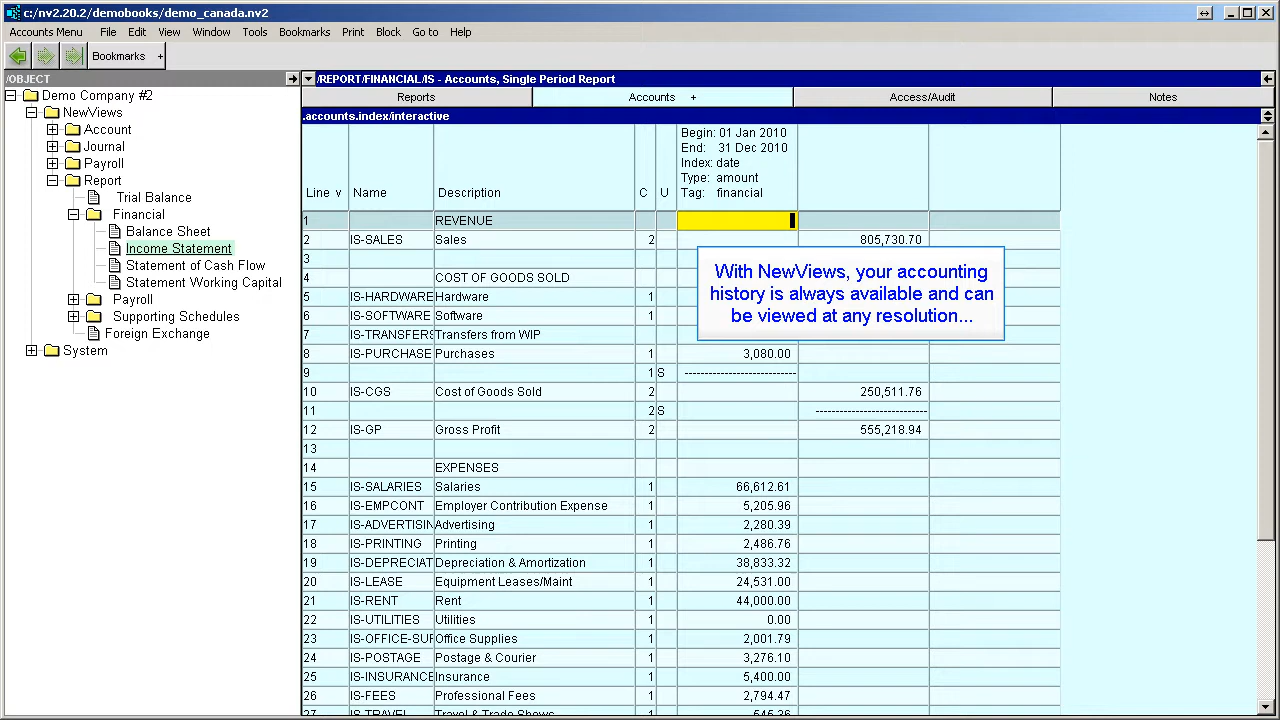 c:/nv2.20.2/demobooks/demo_canada.nv2
Accounts Menu File Edit View Window Tools Bookmarks Print Block Go to Help
Bookmarks +
/OBJECT
Demo Company #2
NewViews
Account
Journal
Payroll
Report
Trial Balance
Financial
Balance Sheet
Income Statement
Statement of Cash Flow
Statement Working Capital
Payroll
Supporting Schedules
Foreign Exchange
System
/REPORT/FINANCIAL/IS - Accounts, Single Period Report
Reports Accounts + Access/Audit Notes
.accounts.index/interactive
Begin: 01 Jan 2010
End: 31 Dec 2010
Index: date
Type: amount
Line v Name Description C U Tag: financial
1 REVENUE
2 IS-SALES Sales 2 805,730.70
3
4 COST OF GOODS SOLD
5 IS-HARDWARE Hardware 1
6 IS-SOFTWARE Software 1
7 IS-TRANSFERS Transfers from WIP 1
8 IS-PURCHASE Purchases 1 3,080.00
9 1 S ----------------------------
10 IS-CGS Cost of Goods Sold 2 250,511.76
11 2 S ----------------------------
12 IS-GP Gross Profit 2 555,218.94
13
14 EXPENSES
15 IS-SALARIES Salaries 1 66,612.61
16 IS-EMPCONT Employer Contribution Expense 1 5,205.96
17 IS-ADVERTISIN Advertising 1 2,280.39
18 IS-PRINTING Printing 1 2,486.76
19 IS-DEPRECIAT Depreciation & Amortization 1 38,833.32
20 IS-LEASE Equipment Leases/Maint 1 24,531.00
21 IS-RENT Rent 1 44,000.00
22 IS-UTILITIES Utilities 1 0.00
23 IS-OFFICE-SUP Office Supplies 1 2,001.79
24 IS-POSTAGE Postage & Courier 1 3,276.10
25 IS-INSURANCE Insurance 1 5,400.00
26 IS-FEES Professional Fees 1 2,794.47
27 IS-TRAVEL Travel & Trade Shows 1
With NewViews, your accounting
history is always available and can
be viewed at any resolution...